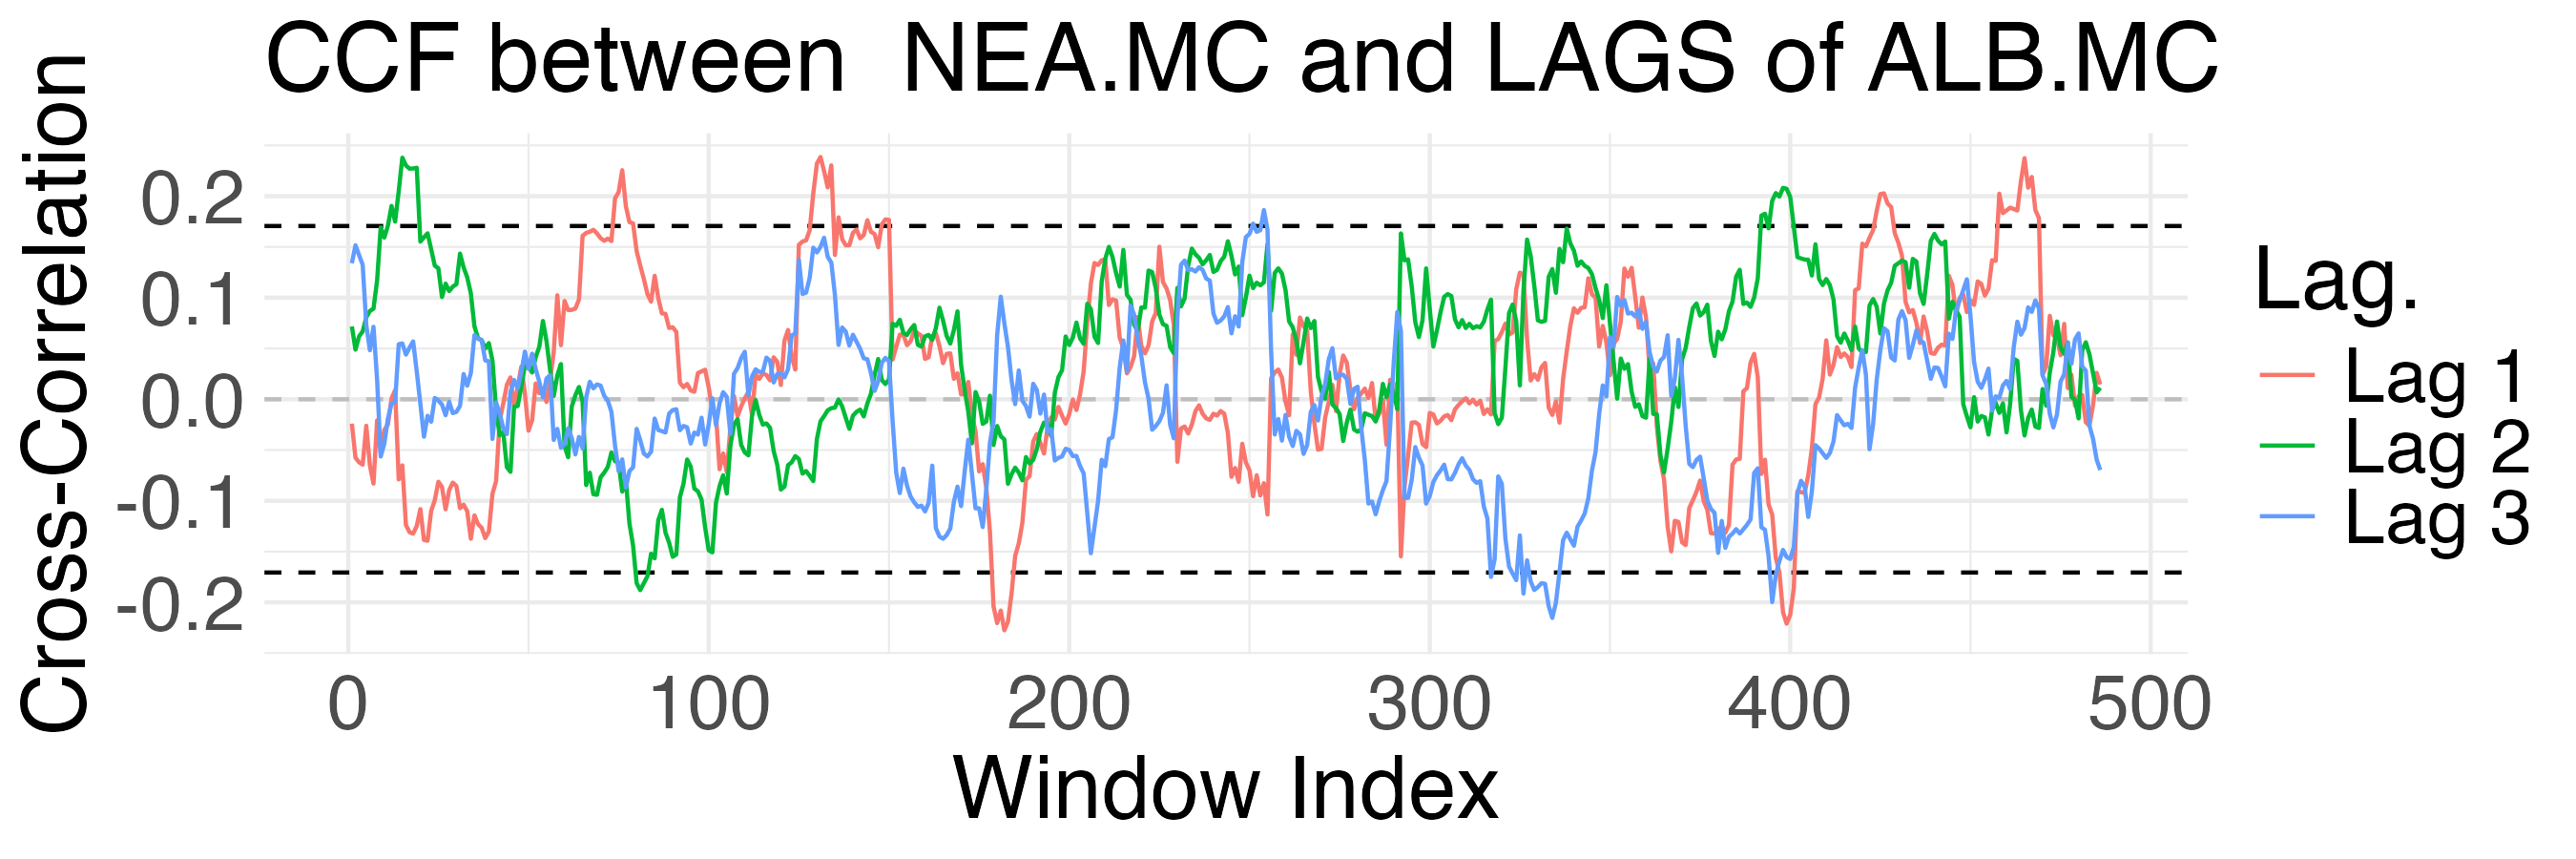 CCF between  NEA.MC and LAGS of ALB.MC
Cross-Correlation
0.2
0.1
0.0
-0.1
-0.2
0 100 200 300 400 500
Window Index
Lag.
Lag 1
Lag 2
Lag 3